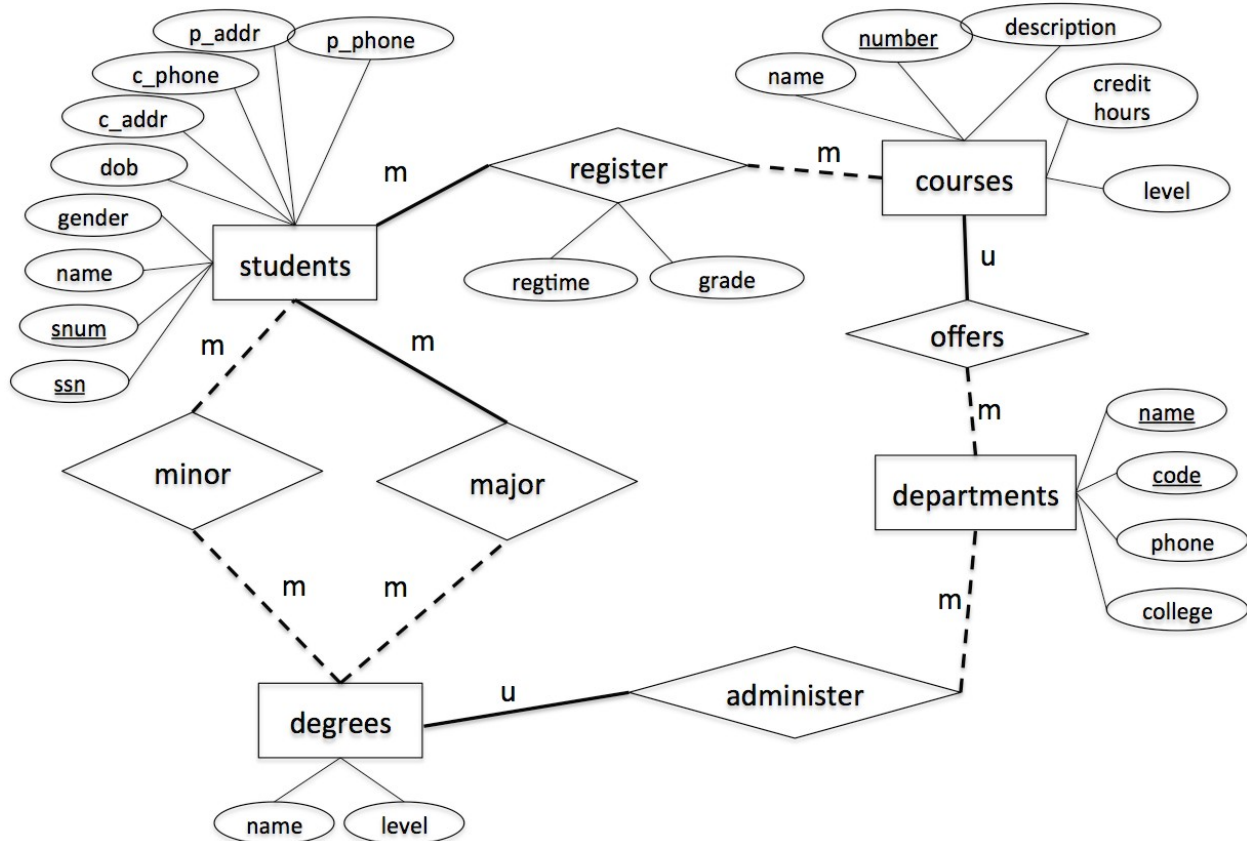 p_addr
p_phone
c_phone
c_addr
dob
gender
name
snum
ssn
students
m
register
m
regtime
grade
number
description
name
credit
hours
level
courses
u
offers
m
departments
name
code
phone
college
m
m
minor
major
m
m
m
u
administer
degrees
name
level